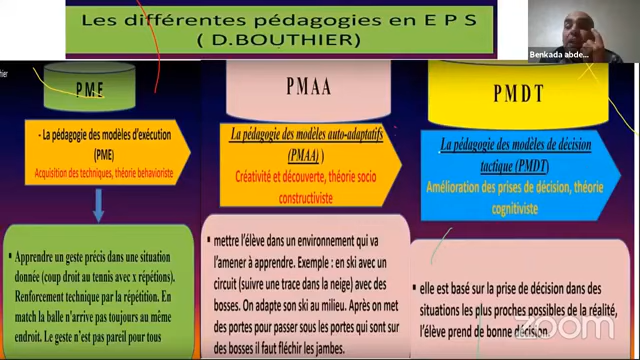 Les différentes pédagogies en E P S
( D.BOUTHIER)
Benkada abde...
hier
PME
PMAA
PMDT
- La pédagogie des modèles d'exécution
(PME)
Acquisition des techniques, théorie behavioriste
La pédagogie des modèles auto-adaptatifs
(PMAA) )
Créativité et découverte, théorie socio
constructiviste
La pédagogie des modèles de décision
tactique (PMDT)
Amélioration des prises de décision, théorie
cognitiviste
Apprendre un geste précis dans une situation
donnée (coup droit au tennis avec x répétions).
Renforcement technique par la répétition. En
match la balle n'arrive pas toujours au même
endroit. Le geste n'est pas pareil pour tous
mettre l'élève dans un environnement qui va
l'amener à apprendre. Exemple : en ski avec un
circuit (suivre une trace dans la neige) avec des
bosses. On adapte son ski au milieu. Après on met
des portes pour passer sous les portes qui sont sur
des bosses il faut fléchir les jambes.
elle est basé sur la prise de décision dans des
situations les plus proches possibles de la réalité,
l'élève prend de bonne décision.
zoom